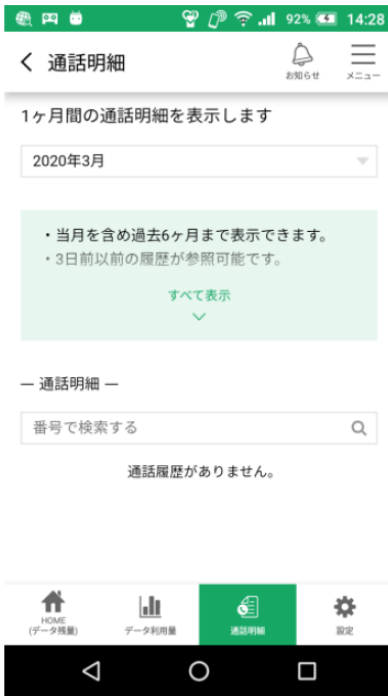 92% 14:28
通話明細
お知らせ
メニュー
1ヶ月間の通話明細を表示します
2020年3月
・当月を含め過去6ヶ月まで表示できます。
・3日前以前の履歴が参照可能です。
すべて表示
― 通話明細 ―
番号で検索する
通話履歴がありません。
HOME
(データ残量)
データ利用量
通話明細
設定